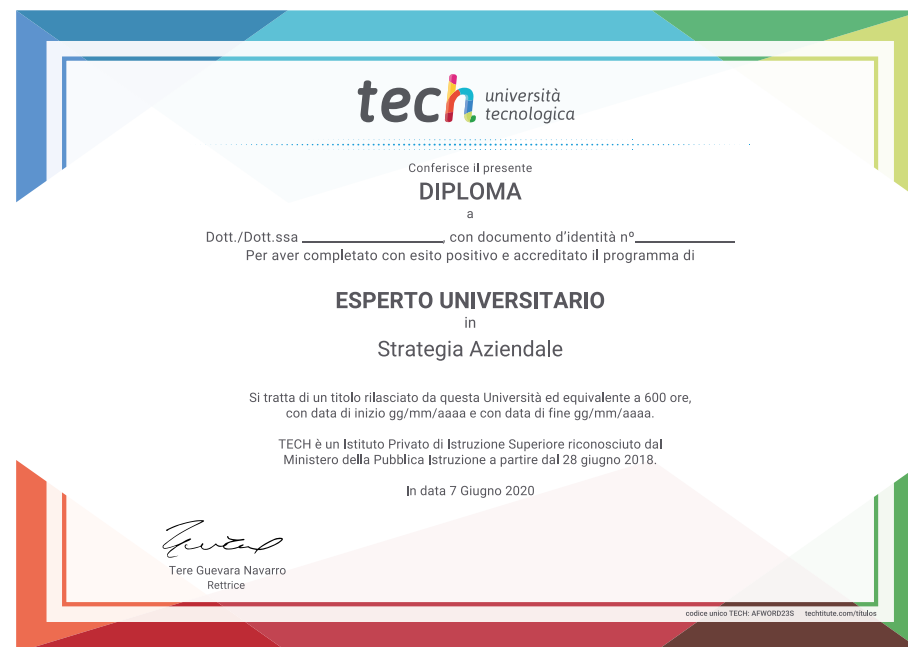 tech università
tecnologica
Conferisce il presente
DIPLOMA
a
Dott./Dott.ssa ____________________, con documento d'identità nº______________
Per aver completato con esito positivo e accreditato il programma di
ESPERTO UNIVERSITARIO
in
Strategia Aziendale
Si tratta di un titolo rilasciato da questa Università ed equivalente a 600 ore,
con data di inizio gg/mm/aaaa e con data di fine gg/mm/aaaa.
TECH è un Istituto Privato di Istruzione Superiore riconosciuto dal
Ministero della Pubblica Istruzione a partire dal 28 giugno 2018.
In data 7 Giugno 2020
Tere Guevara Navarro
Rettrice
codice unico TECH: AFWORD23S techtitute.com/titulos